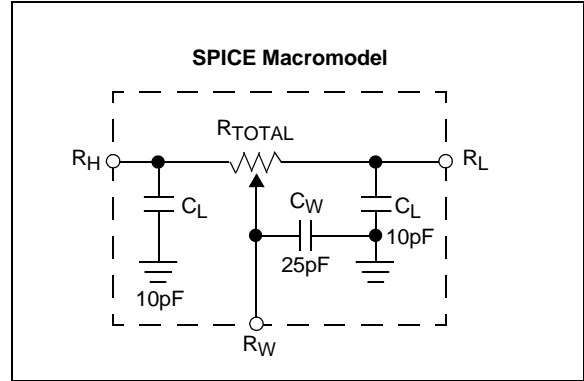 SPICE Macromodel
RTOTAL
RH
RL
CL
CW
CL
10pF
25pF
10pF
RW